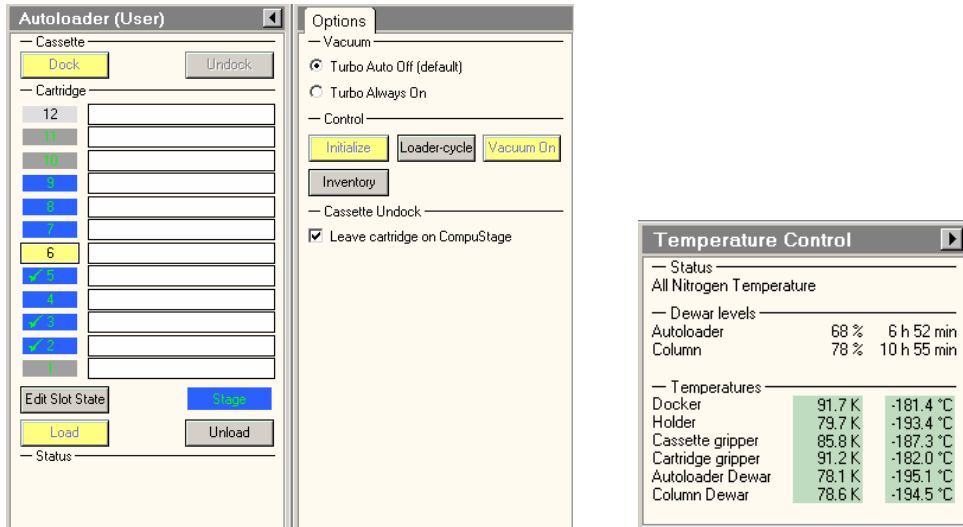 Autoloader (User)
Cassette
Dock Undock
Cartridge
12
11
10
9
8
7
6
5
4
3
2
1
Edit Slot State Stage
Load Unload
Status
Options
Vacuum
Turbo Auto Off (default)
Turbo Always On
Control
Initialize Loader-cycle Vacuum On
Inventory
Cassette Undock
Leave cartridge on CompuStage
Temperature Control
Status
All Nitrogen Temperature
Dewar levels
Autoloader 68 % 6 h 52 min
Column 78 % 10 h 55 min
Temperatures
Docker 91.7 K -181.4 °C
Holder 79.7 K -193.4 °C
Cassette gripper 85.8 K -187.3 °C
Cartridge gripper 91.2 K -182.0 °C
Autoloader Dewar 78.1 K -195.1 °C
Column Dewar 78.6 K -194.5 °C